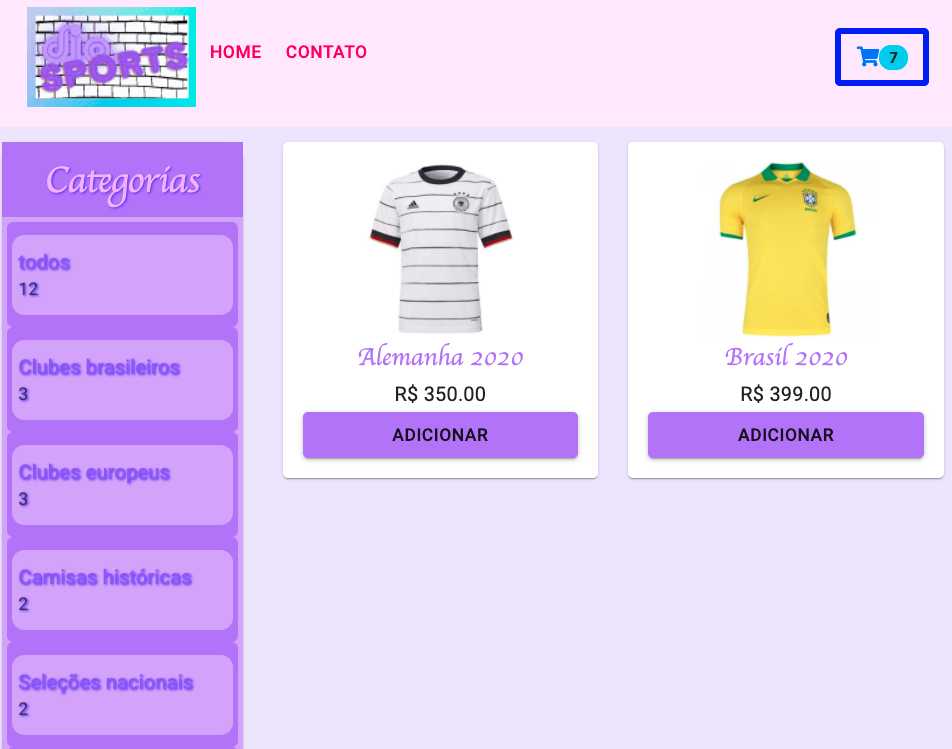 dito
SPORTS
HOME CONTATO
7
Categorias
todos
12
Clubes brasileiros
3
Clubes europeus
3
Camisas históricas
2
Seleções nacionais
2
Alemanha 2020
R$ 350.00
ADICIONAR
Brasil 2020
R$ 399.00
ADICIONAR